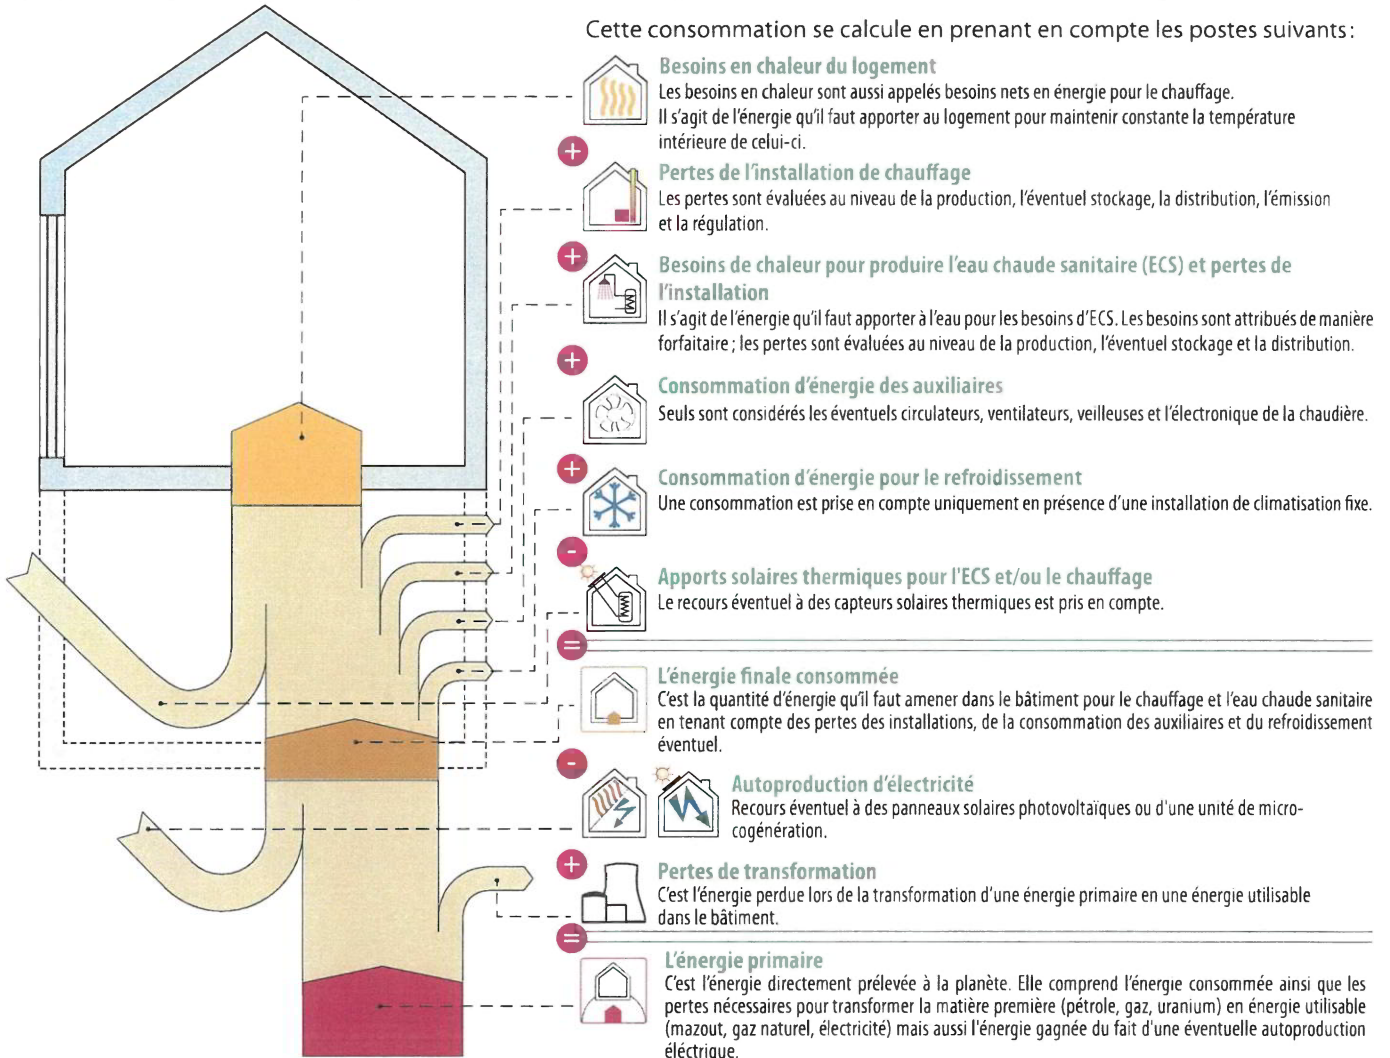 Cette consommation se calcule en prenant en compte les postes suivants :
Besoins en chaleur du logement
Les besoins en chaleur sont aussi appelés besoins nets en énergie pour le chauffage.
Il s'agit de l'énergie qu'il faut apporter au logement pour maintenir constante la température
intérieure de celui-ci.
+
Pertes de l'installation de chauffage
Les pertes sont évaluées au niveau de la production, l'éventuel stockage, la distribution, l'émission
et la régulation.
+
Besoins de chaleur pour produire l'eau chaude sanitaire (ECS) et pertes de
l'installation
Il s'agit de l'énergie qu'il faut apporter à l'eau pour les besoins d'ECS. Les besoins sont attribués de manière
forfaitaire ; les pertes sont évaluées au niveau de la production, l'éventuel stockage et la distribution.
+
Consommation d'énergie des auxiliaires
Seuls sont considérés les éventuels circulateurs, ventilateurs, veilleuses et l'électronique de la chaudière.
+
Consommation d'énergie pour le refroidissement
Une consommation est prise en compte uniquement en présence d'une installation de climatisation fixe.
-
Apports solaires thermiques pour l'ECS et/ou le chauffage
Le recours éventuel à des capteurs solaires thermiques est pris en compte.
=
L'énergie finale consommée
C'est la quantité d'énergie qu'il faut amener dans le bâtiment pour le chauffage et l'eau chaude sanitaire
en tenant compte des pertes des installations, de la consommation des auxiliaires et du refroidissement
éventuel.
-
Autoproduction d'électricité
Recours éventuel à des panneaux solaires photovoltaïques ou d'une unité de micro-
cogénération.
+
Pertes de transformation
C'est l'énergie perdue lors de la transformation d'une énergie primaire en une énergie utilisable
dans le bâtiment.
=
L'énergie primaire
C'est l'énergie directement prélevée à la planète. Elle comprend l'énergie consommée ainsi que les
pertes nécessaires pour transformer la matière première (pétrole, gaz, uranium) en énergie utilisable
(mazout, gaz naturel, électricité) mais aussi l'énergie gagnée du fait d'une éventuelle autoproduction
éléctrique.